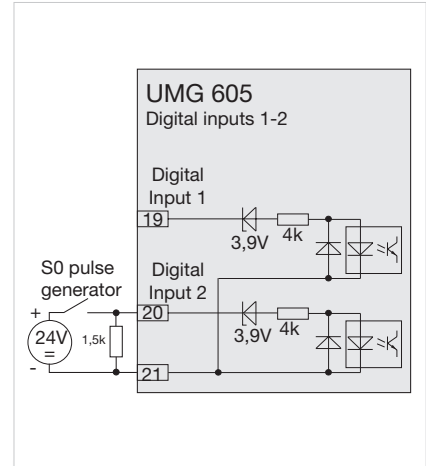 UMG 605
Digital inputs 1-2
Digital
Input 1
19
3,9V
4k
S0 pulse
generator
Digital
Input 2
20
3,9V
4k
+
24V
=
-
1,5k
21